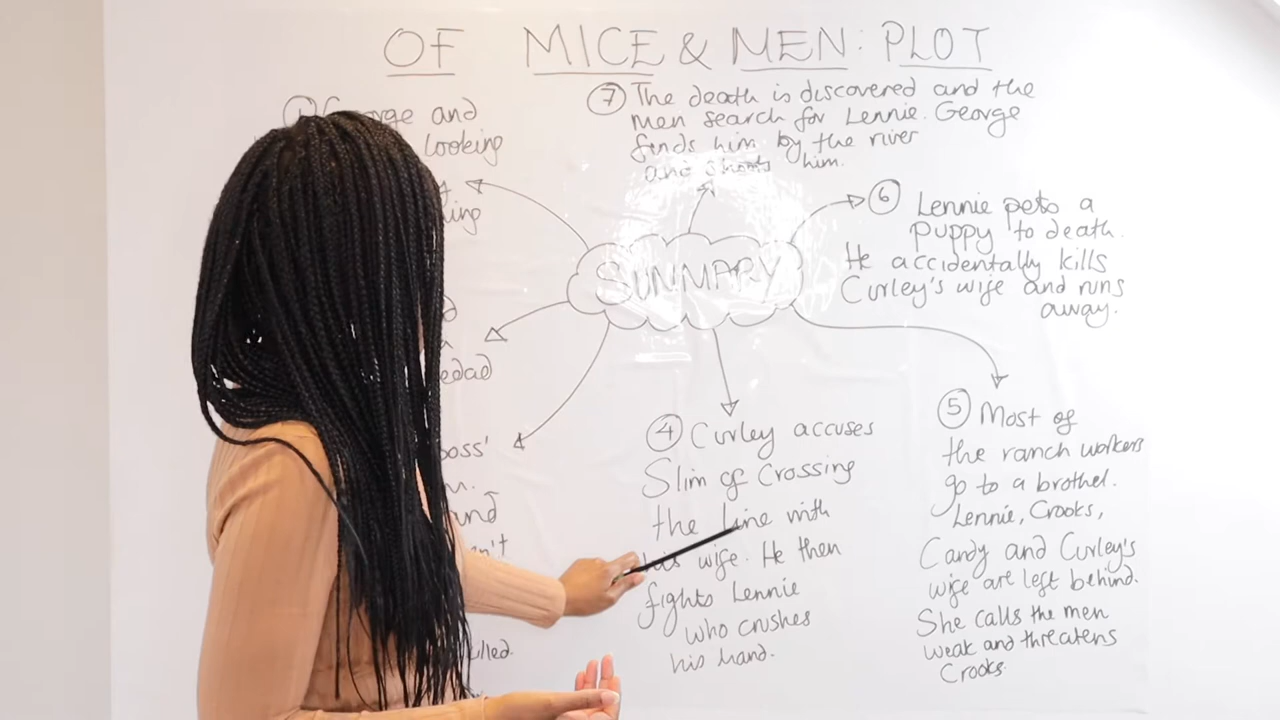 OF MICE & MEN: PLOT
① George and
looking
SUMMARY
edad
boss'
④ Curley accuses
Slim of Crossing
the line with
his wife. He then
fights Lennie
who crushes
his hand.
⑤ Most of
the ranch workers
go to a brothel.
Lennie, Crooks,
Candy and Curley's
wife are left behind.
She calls the men
weak and threatens
Crooks.
⑥ Lennie pets a
puppy to death.
He accidentally kills
Curley's wife and runs
away.
⑦ The death is discovered and the
men search for Lennie. George
finds him by the river
and shoots him.